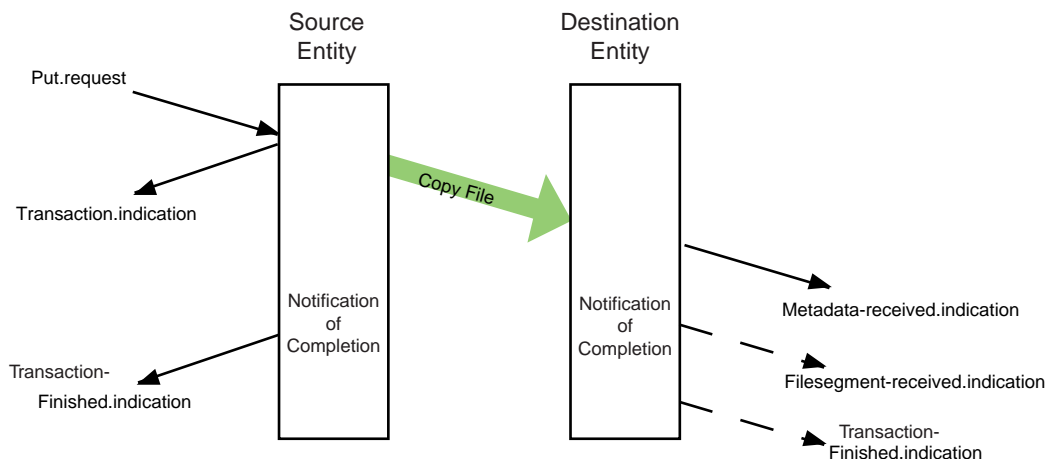 Source
Entity
Destination
Entity
Put.request
Copy File
Transaction.indication
Notification
of
Completion
Notification
of
Completion
Metadata-received.indication
Transaction-
Finished.indication
Filesegment-received.indication
Transaction-
Finished.indication